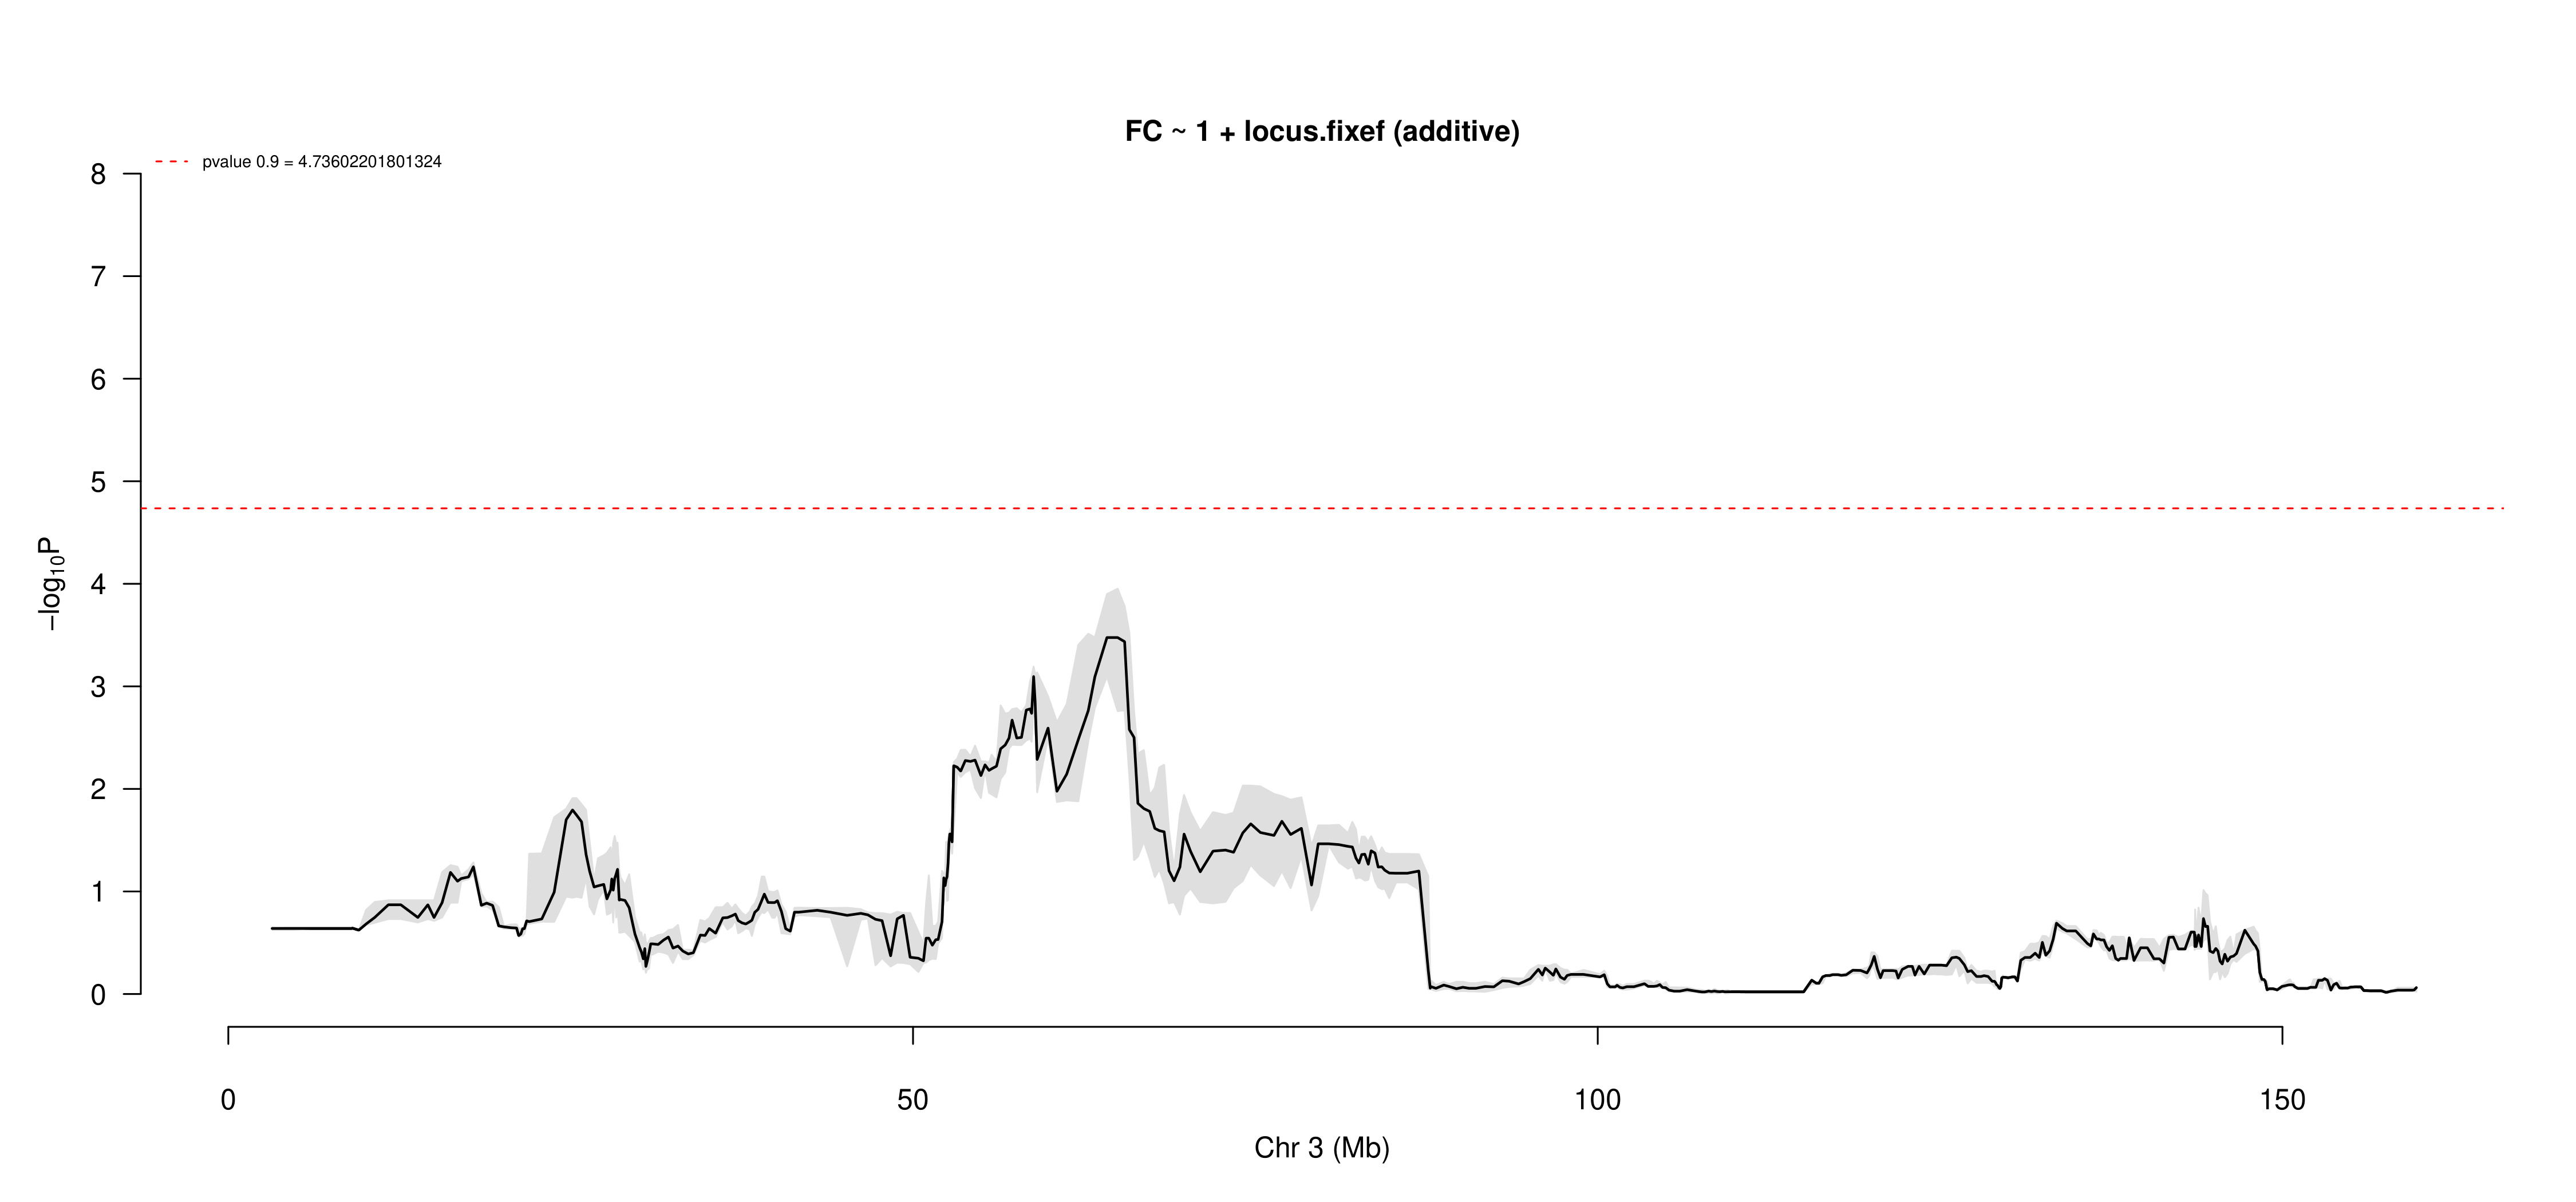 FC ~ 1 + locus.fixef (additive)
pvalue 0.9 = 4.73602201801324
8
7
6
5
4
3
2
1
0
−log10P
0 50 100 150
Chr 3 (Mb)